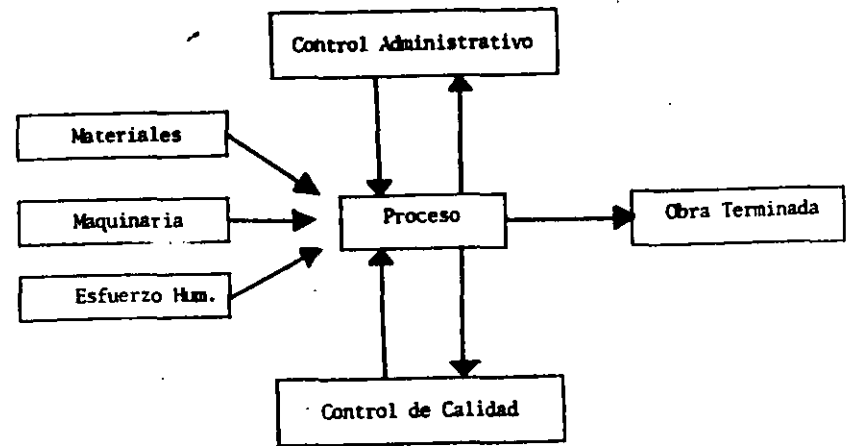 Control Administrativo
Materiales
Maquinaria
Proceso
Obra Terminada
Esfuerzo Hum.
Control de Calidad